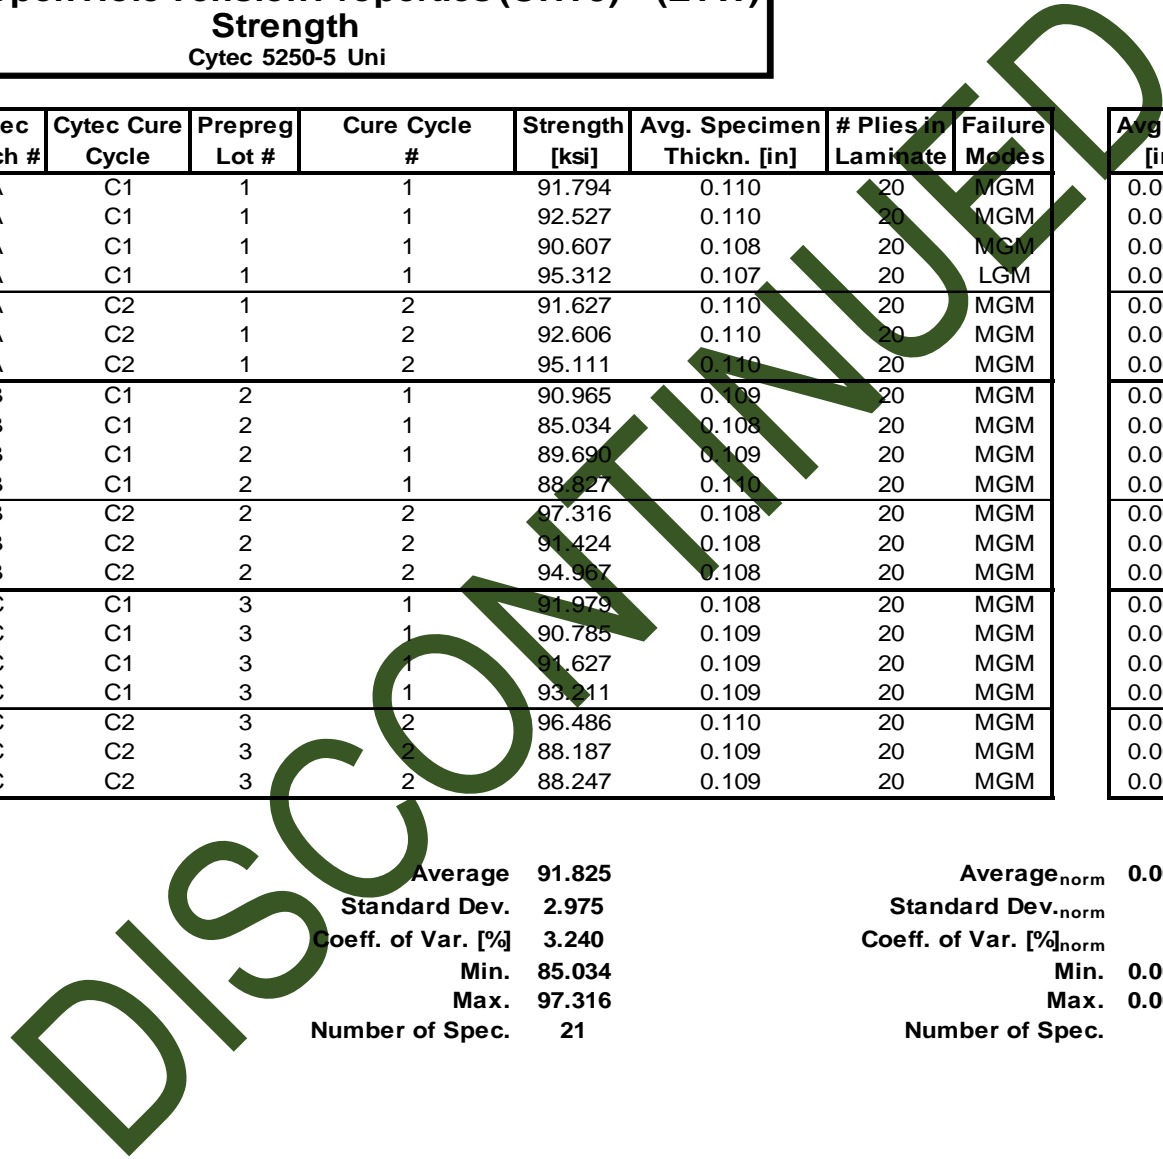 Strength
Cytec 5250-5 Uni
Cytec Cure Prepreg Cure Cycle Strength Avg. Specimen # Plies in Failure
Cycle Lot # # [ksi] Thickn. [in] Laminate Modes
C1 1 1 91.794 0.110 20 MGM
C1 1 1 92.527 0.110 20 MGM
C1 1 1 90.607 0.108 20 MGM
C1 1 1 95.312 0.107 20 LGM
C2 1 2 91.627 0.110 20 MGM
C2 1 2 92.606 0.110 20 MGM
C2 1 2 95.111 0.110 20 MGM
C1 2 1 90.965 0.109 20 MGM
C1 2 1 85.034 0.108 20 MGM
C1 2 1 89.690 0.109 20 MGM
C1 2 1 88.827 0.110 20 MGM
C2 2 2 97.316 0.108 20 MGM
C2 2 2 91.424 0.108 20 MGM
C2 2 2 94.967 0.108 20 MGM
C1 3 1 91.979 0.108 20 MGM
C1 3 1 90.785 0.109 20 MGM
C1 3 1 91.627 0.109 20 MGM
C1 3 1 93.211 0.109 20 MGM
C2 3 2 96.486 0.110 20 MGM
C2 3 2 88.187 0.109 20 MGM
C2 3 2 88.247 0.109 20 MGM
Average 91.825 Average norm
Standard Dev. 2.975 Standard Dev. norm
Coeff. of Var. [%] 3.240 Coeff. of Var. [%] norm
Min. 85.034 Min.
Max. 97.316 Max.
Number of Spec. 21 Number of Spec.
DISCONTINUED